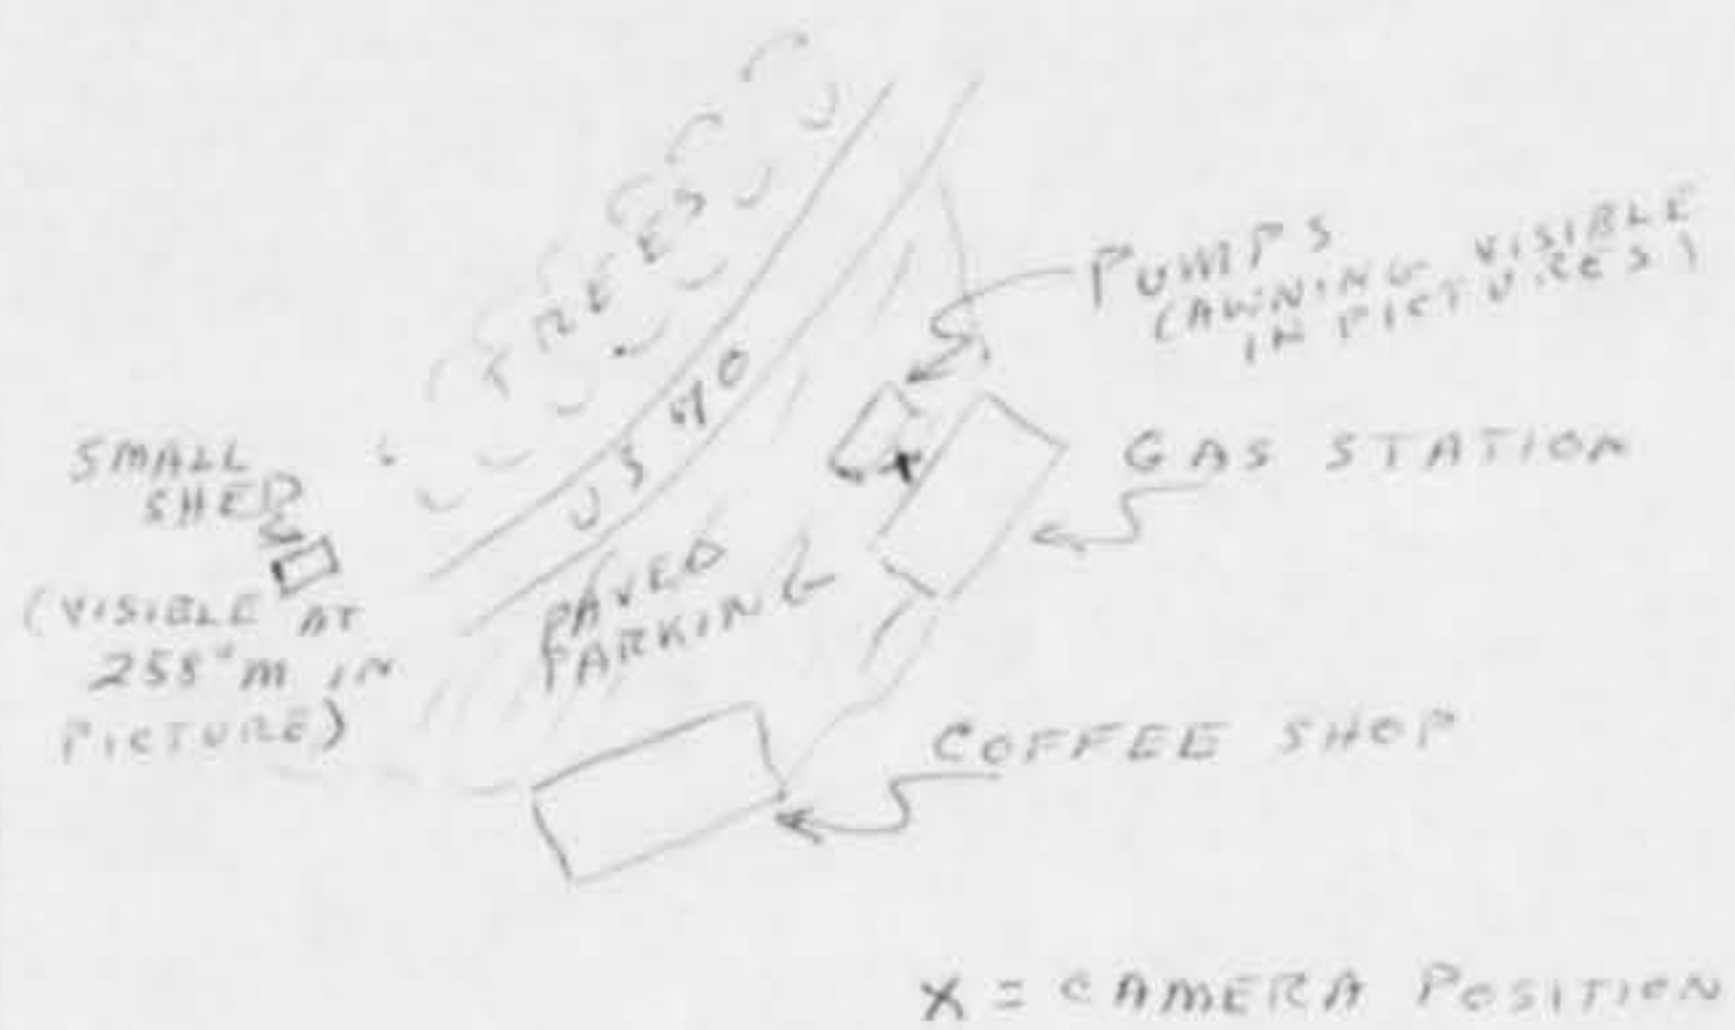 TREES
US 40
PUMPS
(AWNING VISIBLE
IN PICTURES)
SMALL
SHED
GAS STATION
(VISIBLE AT
258°m IN
PICTURE)
PAVED
PARKING
COFFEE SHOP
X = CAMERA POSITION